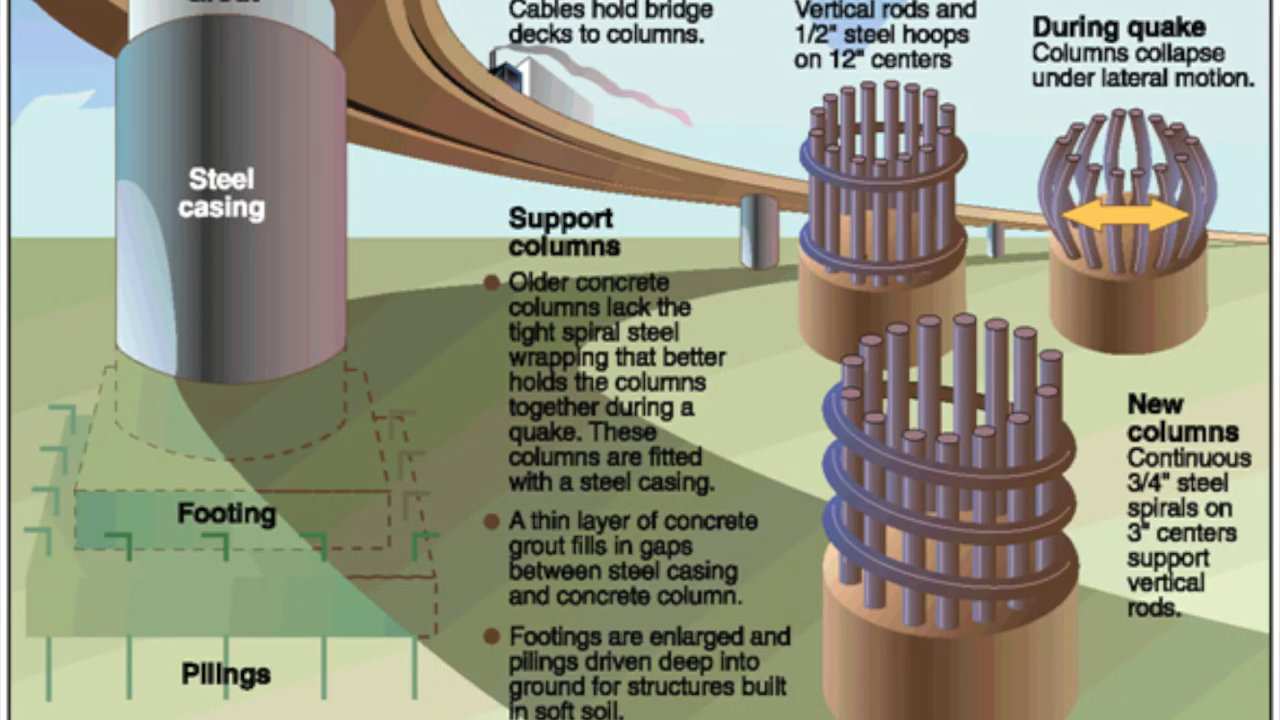 Grout
Steel
casing
Footing
Pilings
Cables hold bridge
decks to columns.
Support
columns
Older concrete
columns lack the
tight spiral steel
wrapping that better
holds the columns
together during a
quake. These
columns are fitted
with a steel casing.
A thin layer of concrete
grout fills in gaps
between steel casing
and concrete column.
Footings are enlarged and
pilings driven deep into
ground for structures built
in soft soil.
Vertical rods and
1/2" steel hoops
on 12" centers
During quake
Columns collapse
under lateral motion.
New
columns
Continuous
3/4" steel
spirals on
3" centers
support
vertical
rods.